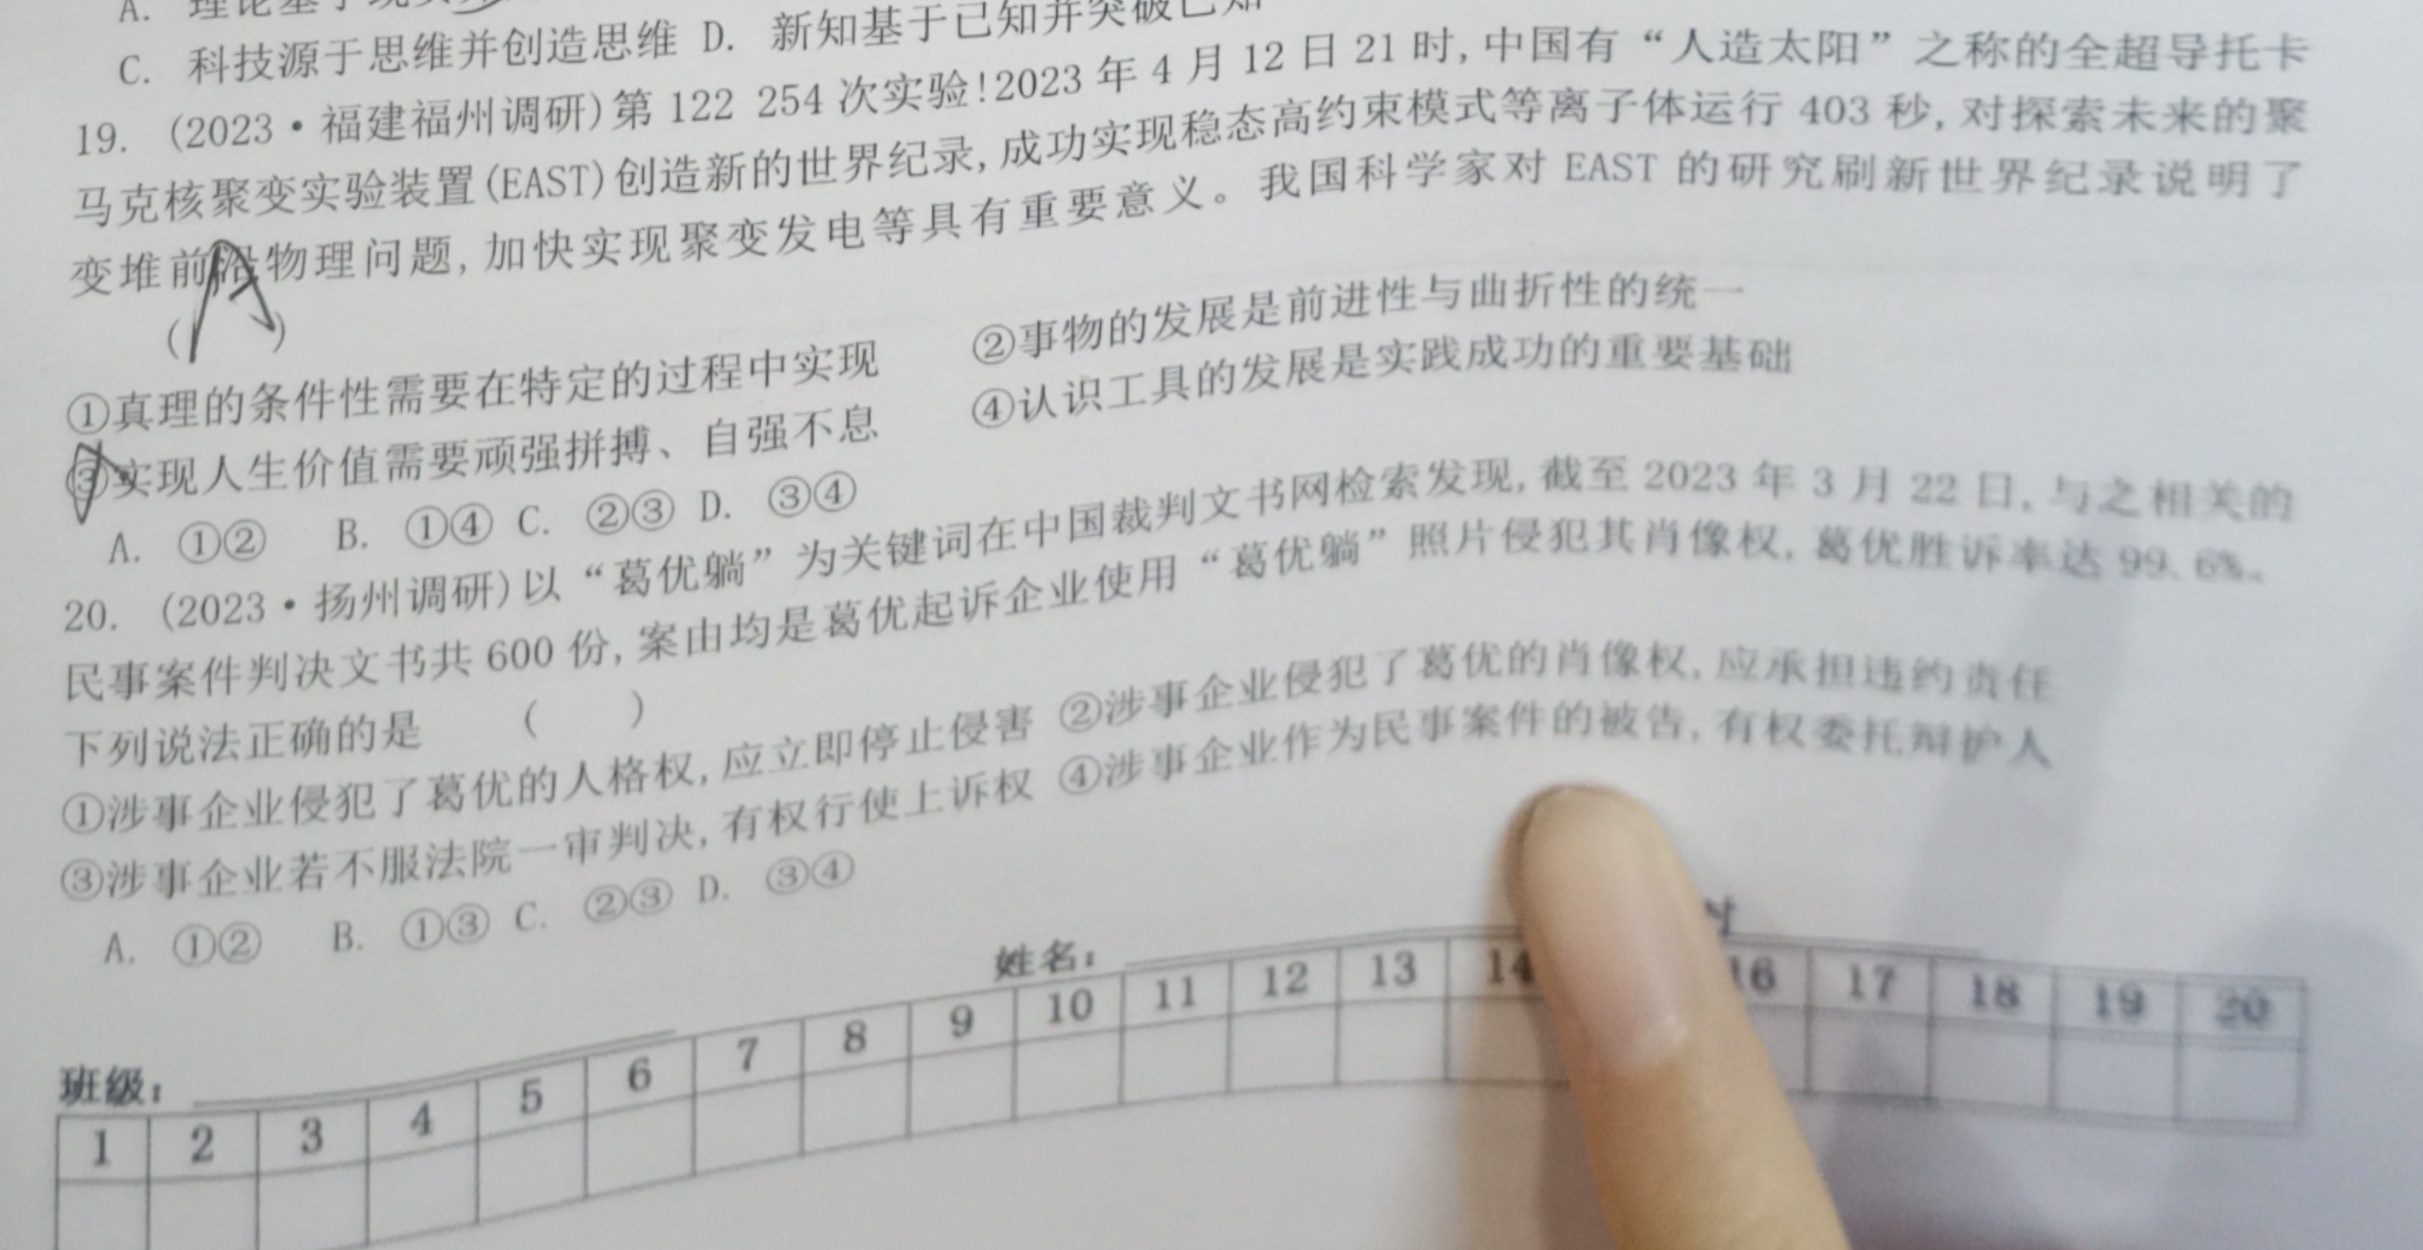 A. 理论基于现实
C. 科技源于思维并创造思维 D. 新知基于已知并突破已知
19. (2023·福建福州调研)第 122 254 次实验!2023 年 4 月 12 日 21 时,中国有“人造太阳”之称的全超导托卡
马克核聚变实验装置(EAST)创造新的世界纪录,成功实现稳态高约束模式等离子体运行 403 秒,对探索未来的聚
变堆前沿物理问题,加快实现聚变发电等具有重要意义。我国科学家对 EAST 的研究刷新世界纪录说明了
(A)
①真理的条件性需要在特定的过程中实现 ②事物的发展是前进性与曲折性的统一
③实现人生价值需要顽强拼搏、自强不息 ④认识工具的发展是实践成功的重要基础
A. ①② B. ①④ C. ②③ D. ③④
20. (2023·扬州调研)以“葛优躺”为关键词在中国裁判文书网检索发现,截至 2023 年 3 月 22 日,与之相关的
民事案件判决文书共 600 份,案由均是葛优起诉企业使用“葛优躺”照片侵犯其肖像权,葛优胜诉率达 99.6%。
下列说法正确的是 ( )
①涉事企业侵犯了葛优的人格权,应立即停止侵害 ②涉事企业侵犯了葛优的肖像权,应承担违约责任
③涉事企业若不服法院一审判决,有权行使上诉权 ④涉事企业作为民事案件的被告,有权委托辩护人
A. ①② B. ①③ C. ②③ D. ③④
班级: 姓名:
1 2 3 4 5 6 7 8 9 10 11 12 13 14 16 17 18 19 20